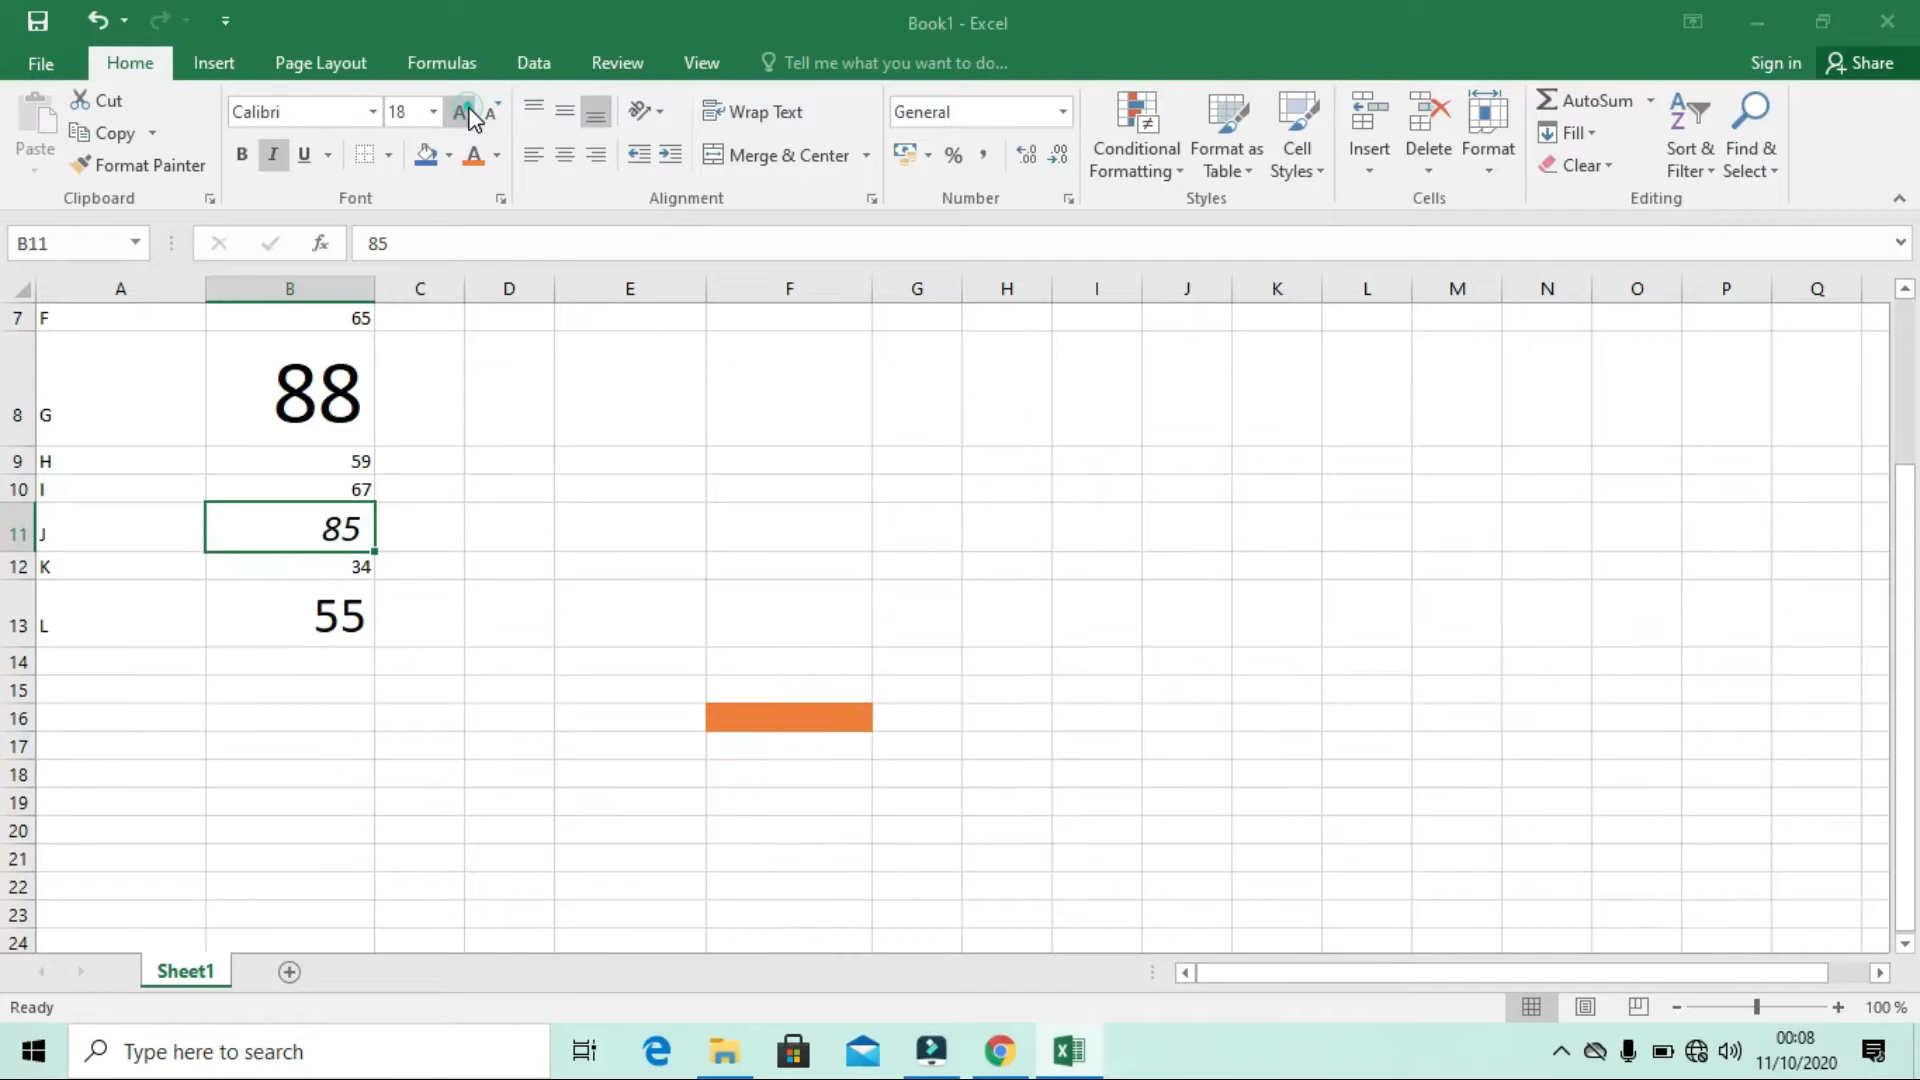 Book1 - Excel
File Home Insert Page Layout Formulas Data Review View Tell me what you want to do... Sign in Share
Paste
Cut
Copy
Format Painter
Clipboard
Calibri 18 A A
B I U A
Font
Wrap Text
Merge & Center
Alignment
General
% , .00 .00
Number
Conditional Formatting
Format as Table
Cell Styles
Styles
Insert Delete Format
Cells
AutoSum
Fill
Clear
Sort & Filter
Find & Select
Editing
B11 fx 85
A B C D E F G H I J K L M N O P Q
7 F 65
8 G 88
9 H 59
10 I 67
11 J 85
12 K 34
13 L 55
14
15
16
17
18
19
20
21
22
23
24
Sheet1
Ready 100 %
Type here to search
00:08
11/10/2020